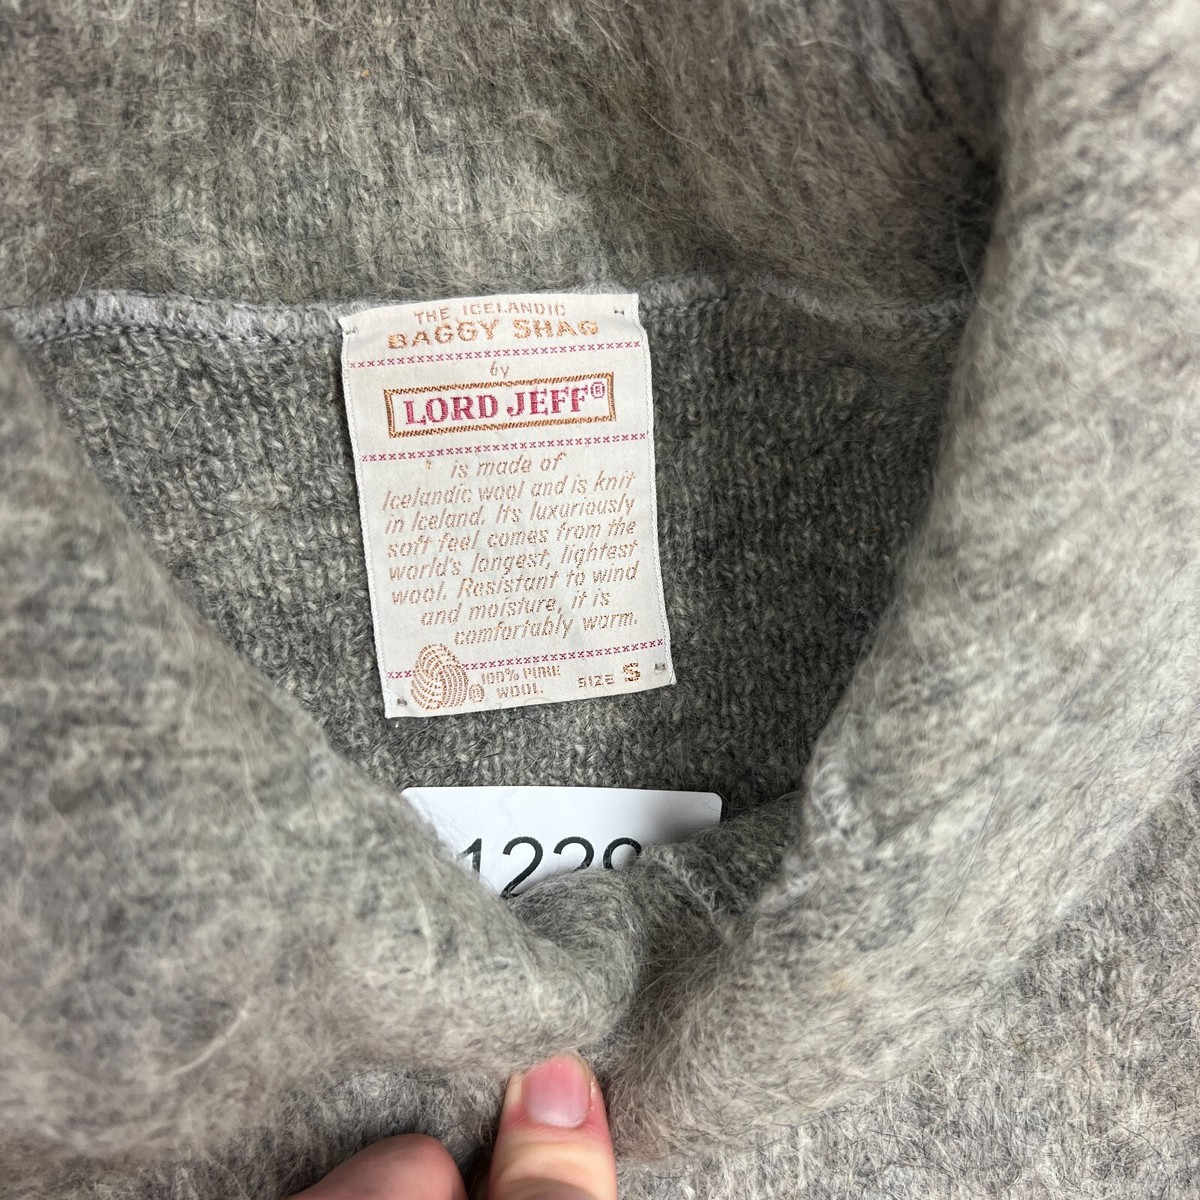 THE ICELANDIC
BAGGY SHAG
by
LORD JEFF®
is made of
Icelandic wool and is knit
in Iceland. Its luxuriously
soft feel comes from the
world's longest, lightest
wool. Resistant to wind
and moisture, it is
comfortably warm.
® 100% PURE
WOOL. SIZE S